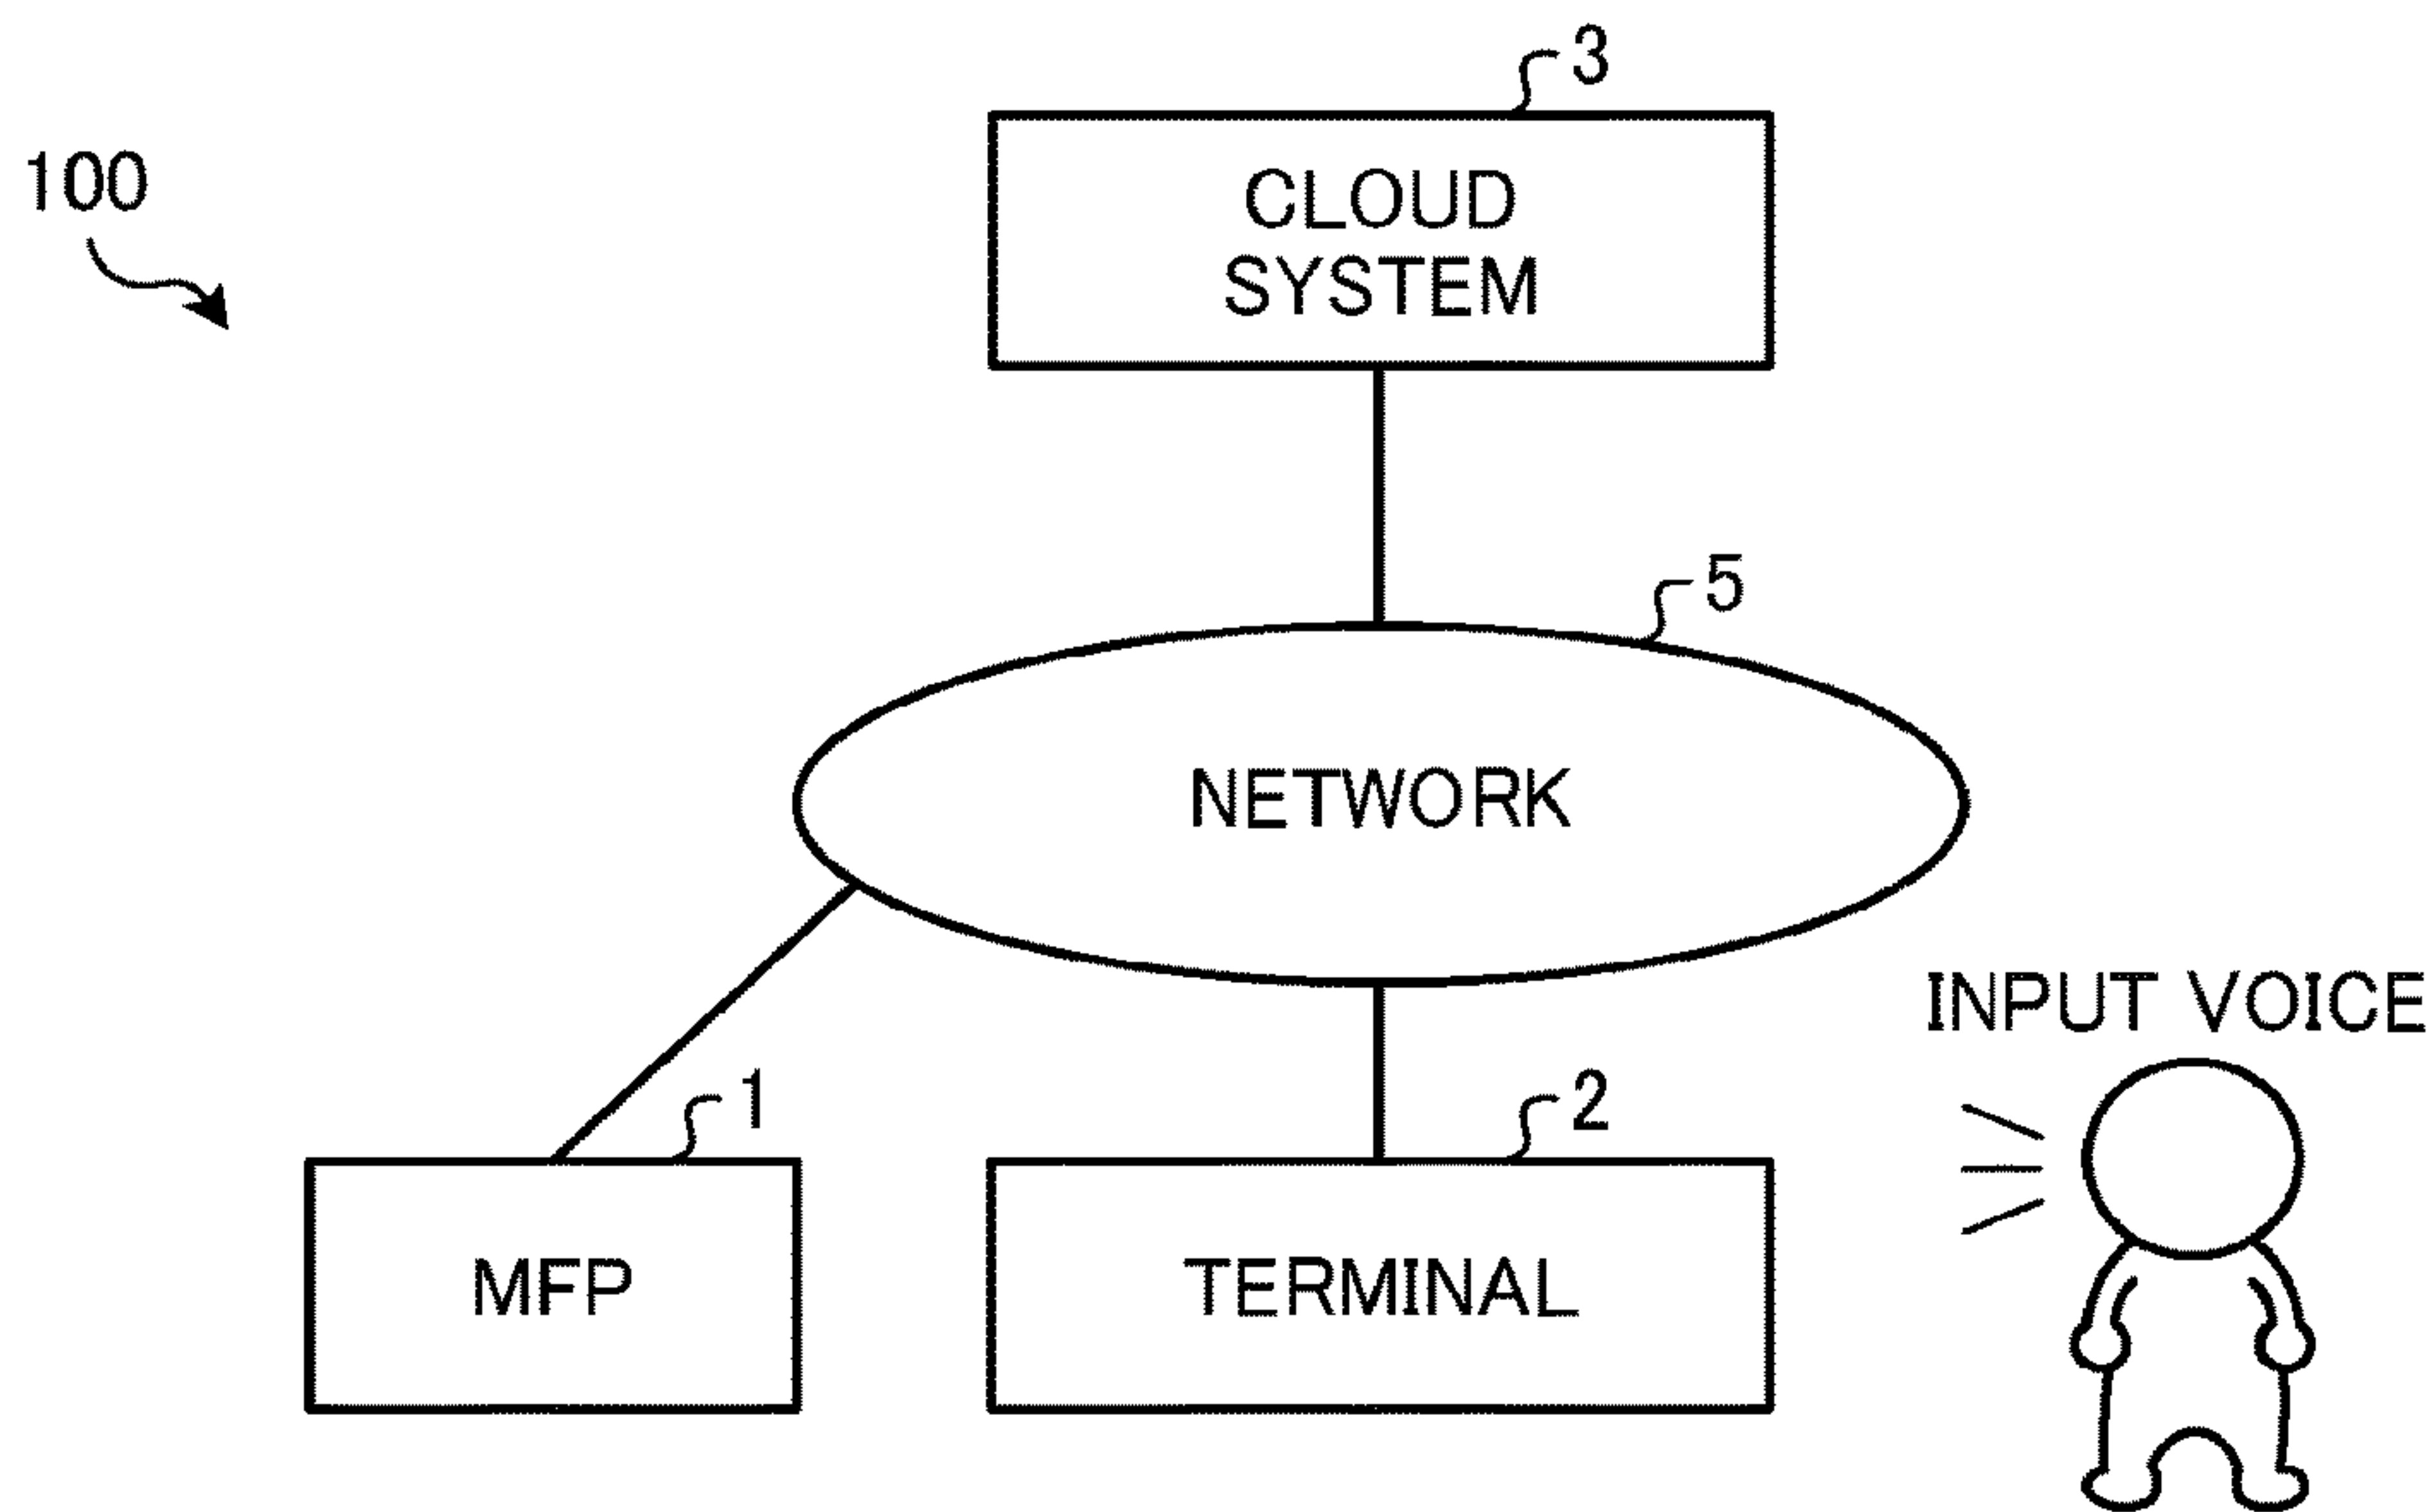 3
100
CLOUD
SYSTEM
5
NETWORK
INPUT VOICE
1
2
MFP
TERMINAL